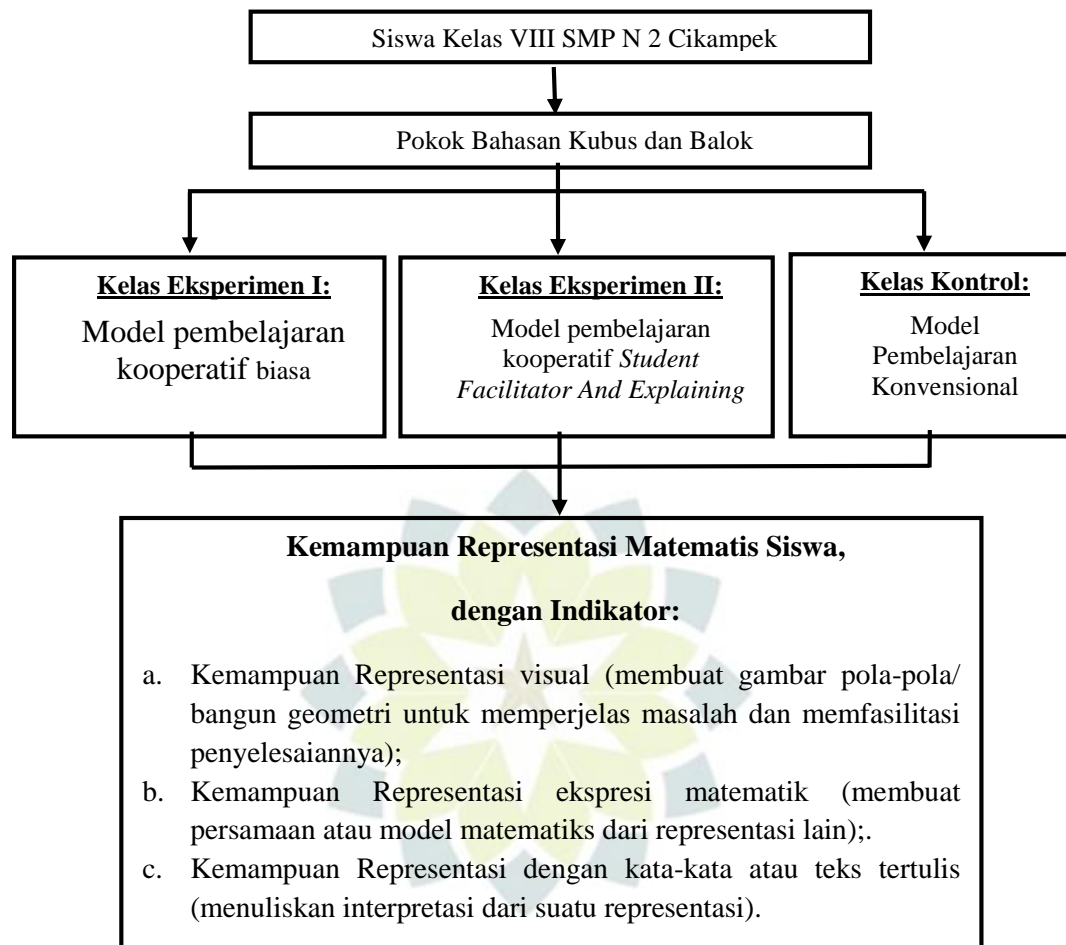 Siswa Kelas VIII SMP N 2 Cikampek
Pokok Bahasan Kubus dan Balok
Kelas Eksperimen I:
Model pembelajaran
kooperatif biasa
Kelas Eksperimen II:
Model pembelajaran
kooperatif Student
Facilitator And Explaining
Kelas Kontrol:
Model
Pembelajaran
Konvensional
Kemampuan Representasi Matematis Siswa,
dengan Indikator:
a. Kemampuan Representasi visual (membuat gambar pola-pola/
bangun geometri untuk memperjelas masalah dan memfasilitasi
penyelesaiannya);
b. Kemampuan Representasi ekspresi matematik (membuat
persamaan atau model matematiks dari representasi lain);.
c. Kemampuan Representasi dengan kata-kata atau teks tertulis
(menuliskan interpretasi dari suatu representasi).